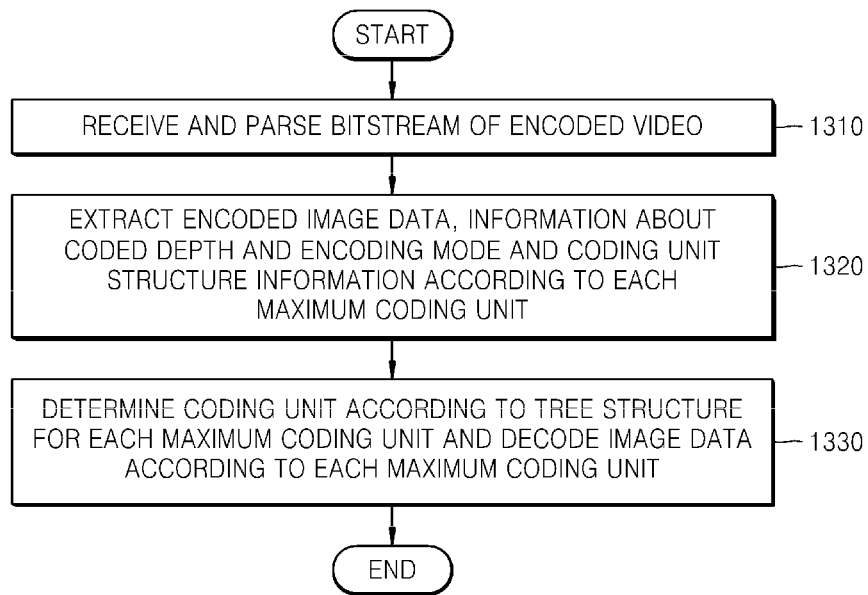 START
RECEIVE AND PARSE BITSTREAM OF ENCODED VIDEO
1310
EXTRACT ENCODED IMAGE DATA, INFORMATION ABOUT
CODED DEPTH AND ENCODING MODE AND CODING UNIT
STRUCTURE INFORMATION ACCORDING TO EACH
MAXIMUM CODING UNIT
1320
DETERMINE CODING UNIT ACCORDING TO TREE STRUCTURE
FOR EACH MAXIMUM CODING UNIT AND DECODE IMAGE DATA
ACCORDING TO EACH MAXIMUM CODING UNIT
1330
END